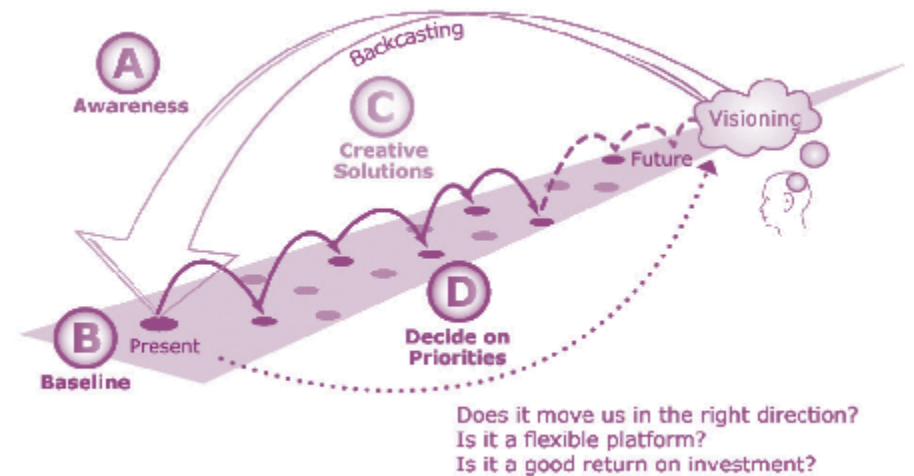 A
Awareness
Backcasting
C
Creative
Solutions
Visioning
Future
B
Baseline
Present
D
Decide on
Priorities
Does it move us in the right direction?
Is it a flexible platform?
Is it a good return on investment?